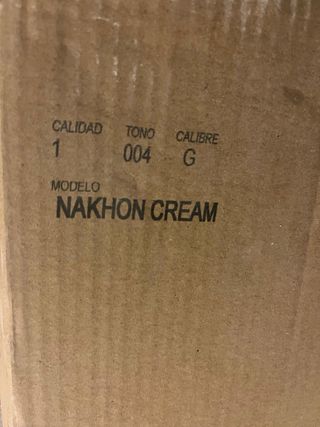 CALIDAD TONO CALIBRE
1 004 G
MODELO
NAKHON CREAM